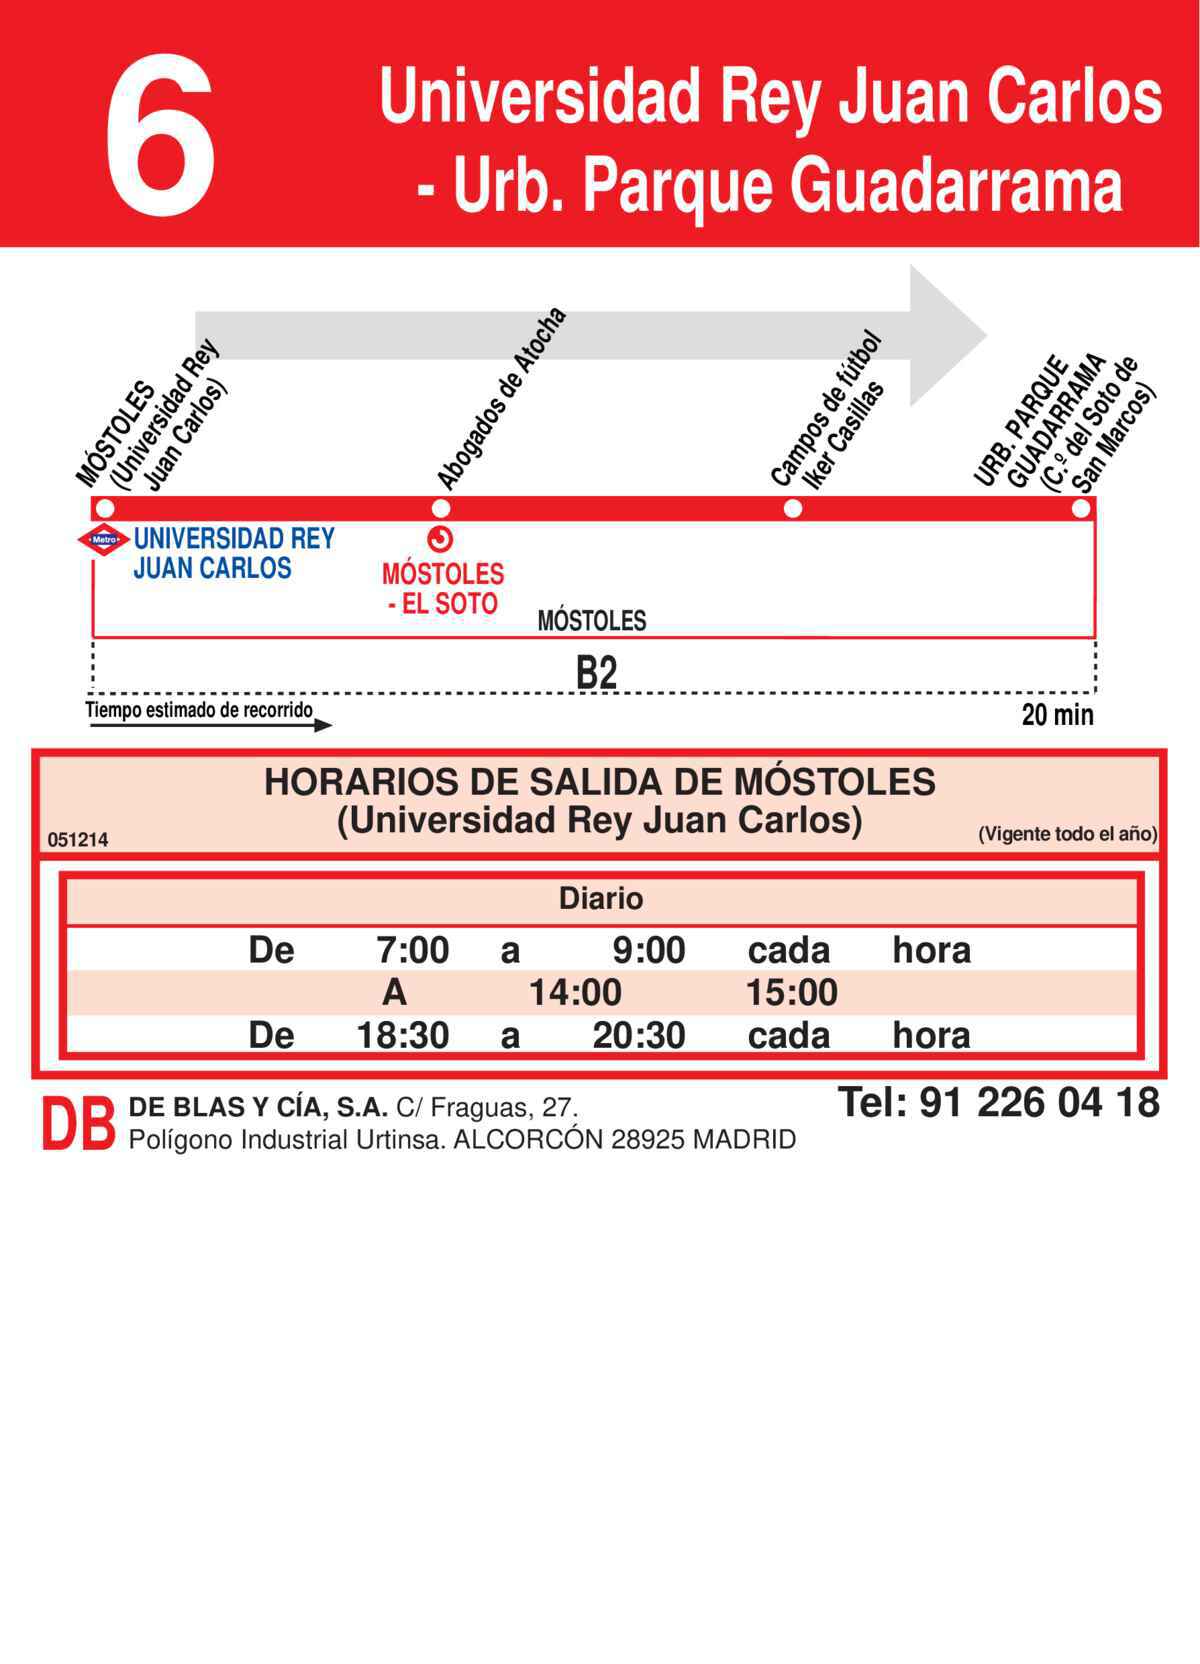 6
Universidad Rey Juan Carlos
- Urb. Parque Guadarrama
MÓSTOLES
(Universidad Rey
Juan Carlos)
Abogados de Atocha
Campos de fútbol
Iker Casillas
URB. PARQUE
GUADARRAMA
(C.º del Soto de
San Marcos)
Metro
UNIVERSIDAD REY
JUAN CARLOS
MÓSTOLES
- EL SOTO
MÓSTOLES
B2
Tiempo estimado de recorrido
20 min
HORARIOS DE SALIDA DE MÓSTOLES
(Universidad Rey Juan Carlos)
051214
(Vigente todo el año)
Diario
De 7:00 a 9:00 cada hora
A 14:00 15:00
De 18:30 a 20:30 cada hora
DB
DE BLAS Y CÍA, S.A. C/ Fraguas, 27.
Polígono Industrial Urtinsa. ALCORCÓN 28925 MADRID
Tel: 91 226 04 18